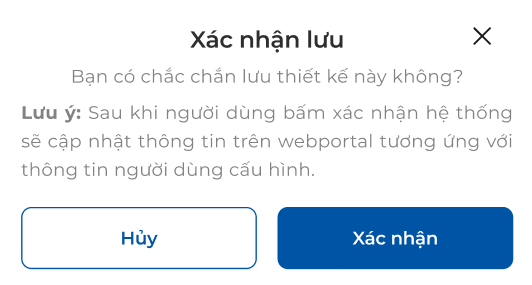 Xác nhận lưu
Bạn có chắc chắn lưu thiết kế này không?
Lưu ý: Sau khi người dùng bấm xác nhận hệ thống
sẽ cập nhật thông tin trên webportal tương ứng với
thông tin người dùng cấu hình.
Hủy
Xác nhận